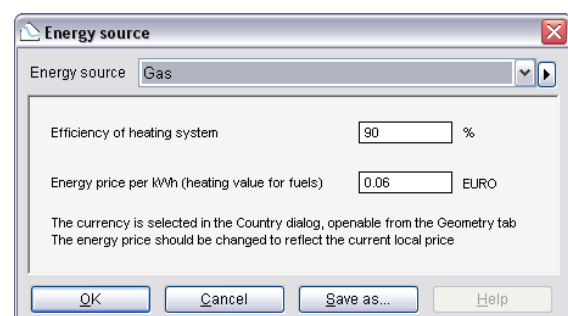 Energy source
Energy source Gas
Efficiency of heating system 90 %
Energy price per kWh (heating value for fuels) 0.06 EURO
The currency is selected in the Country dialog, openable from the Geometry tab
The energy price should be changed to reflect the current local price
OK Cancel Save as... Help